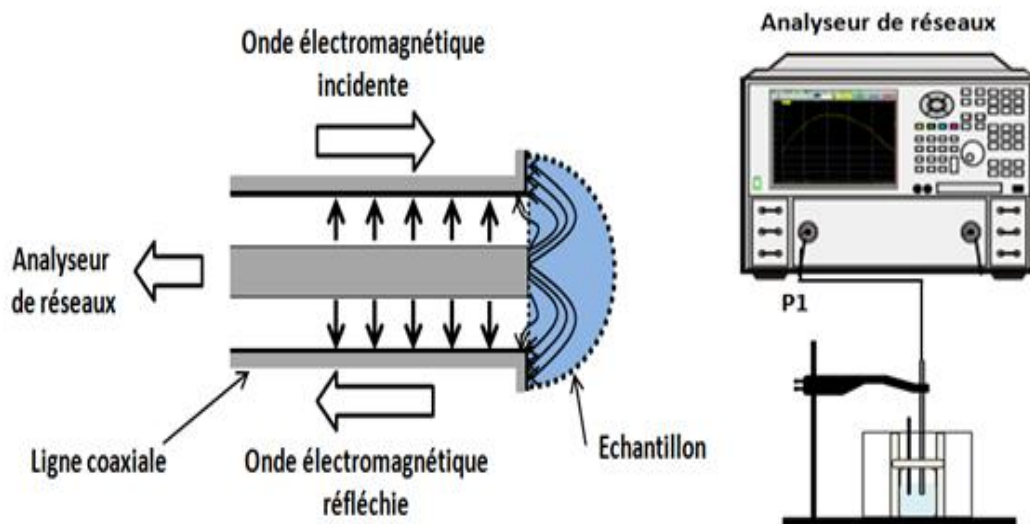 Onde électromagnétique
incidente
Analyseur de réseaux
Analyseur
de réseaux
P1
Ligne coaxiale
Onde électromagnétique
réfléchie
Echantillon